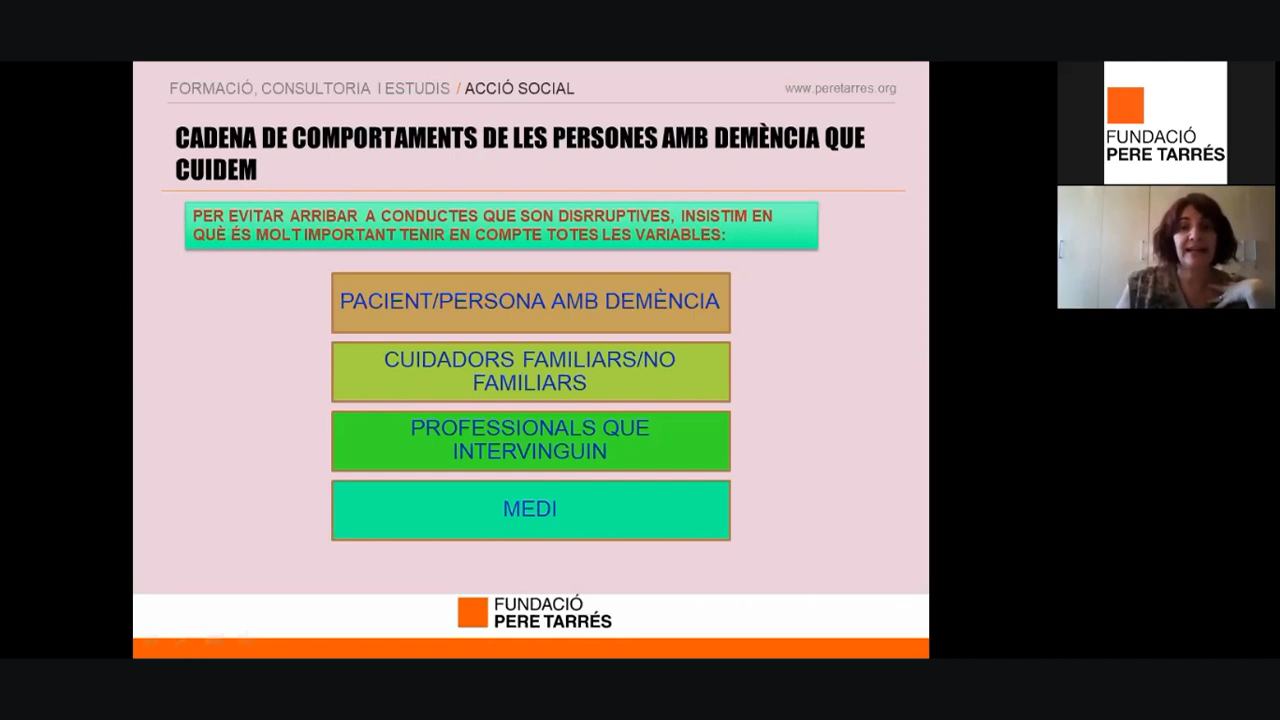 FORMACIÓ, CONSULTORIA I ESTUDIS / ACCIÓ SOCIAL
www.peretarres.org
CADENA DE COMPORTAMENTS DE LES PERSONES AMB DEMÈNCIA QUE
CUIDEM
PER EVITAR ARRIBAR A CONDUCTES QUE SON DISRRUPTIVES, INSISTIM EN
QUÈ ÉS MOLT IMPORTANT TENIR EN COMPTE TOTES LES VARIABLES:
PACIENT/PERSONA AMB DEMÈNCIA
CUIDADORS FAMILIARS/NO
FAMILIARS
PROFESSIONALS QUE
INTERVINGUIN
MEDI
FUNDACIÓ
PERE TARRÉS
FUNDACIÓ
PERE TARRÉS